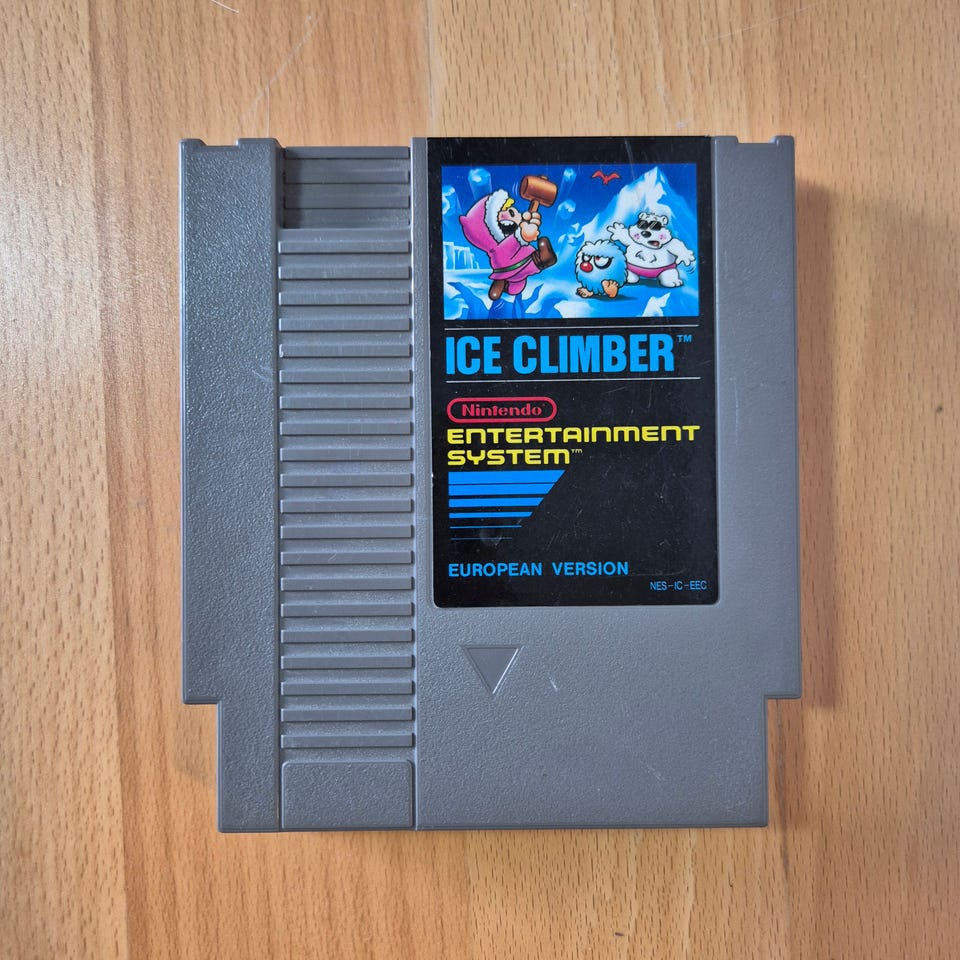 ICE CLIMBER™
Nintendo®
ENTERTAINMENT
SYSTEM™
EUROPEAN VERSION
NES-IC-EEC